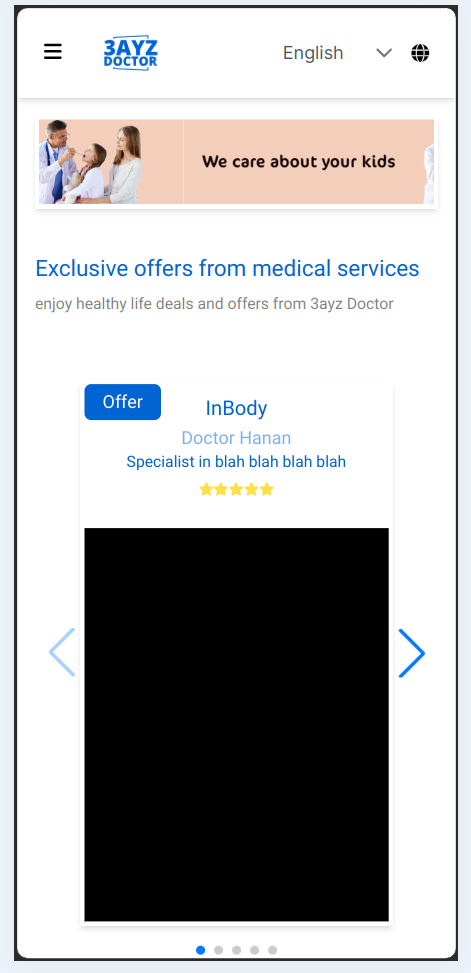 3AYZ
DOCTOR
English
We care about your kids
Exclusive offers from medical services
enjoy healthy life deals and offers from 3ayz Doctor
Offer
InBody
Doctor Hanan
Specialist in blah blah blah blah